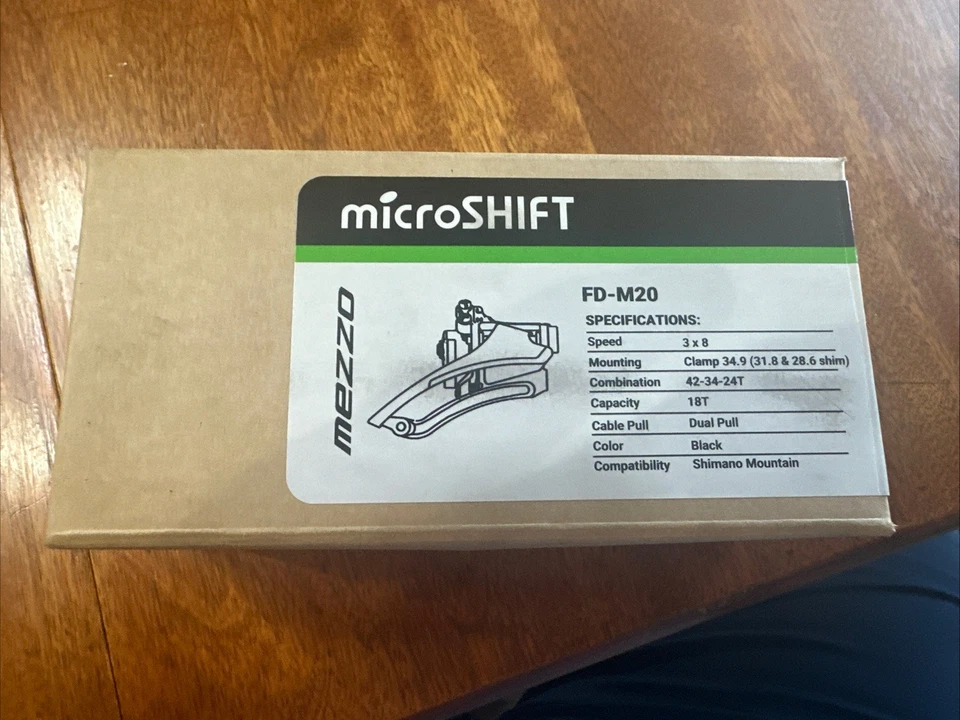 microSHIFT
mezzo
FD-M20
SPECIFICATIONS:
Speed 3 x 8
Mounting Clamp 34.9 (31.8 & 28.6 shim)
Combination 42-34-24T
Capacity 18T
Cable Pull Dual Pull
Color Black
Compatibility Shimano Mountain